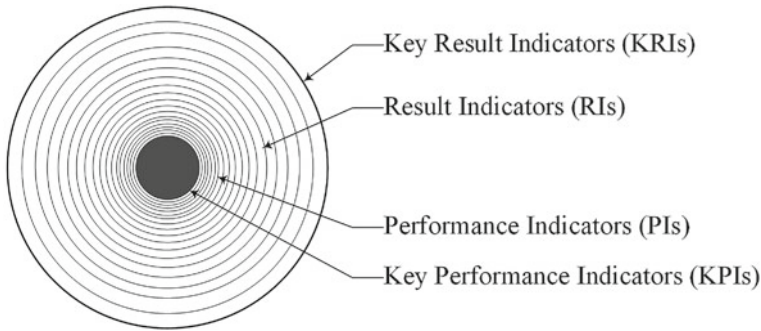 Key Result Indicators (KRIs)
Result Indicators (RIs)
Performance Indicators (PIs)
Key Performance Indicators (KPIs)